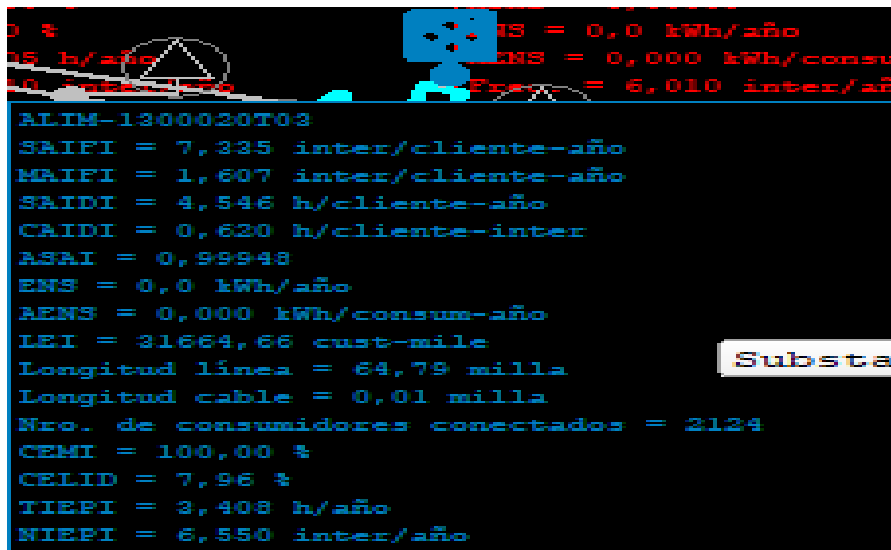 0 %
NS = 0,0 kWh/año
05 h/año
ENS = 0,000 kWh/consu
= 6,010 inter/añ
ALIM-1300020T03
SAIFI = 7,335 inter/cliente-año
MAIFI = 1,607 inter/cliente-año
SAIDI = 4,546 h/cliente-año
CAIDI = 0,620 h/cliente-inter
ASAI = 0,99948
ENS = 0,0 kWh/año
AENS = 0,000 kWh/consum-año
LEI = 31664,66 cust-mile
Longitud línea = 64,79 milla
Substa
Longitud cable = 0,01 milla
Nro. de consumidores conectados = 2124
CEMI = 100,00 %
CELID = 7,96 %
TIEPI = 3,408 h/año
NIEPI = 6,550 inter/año